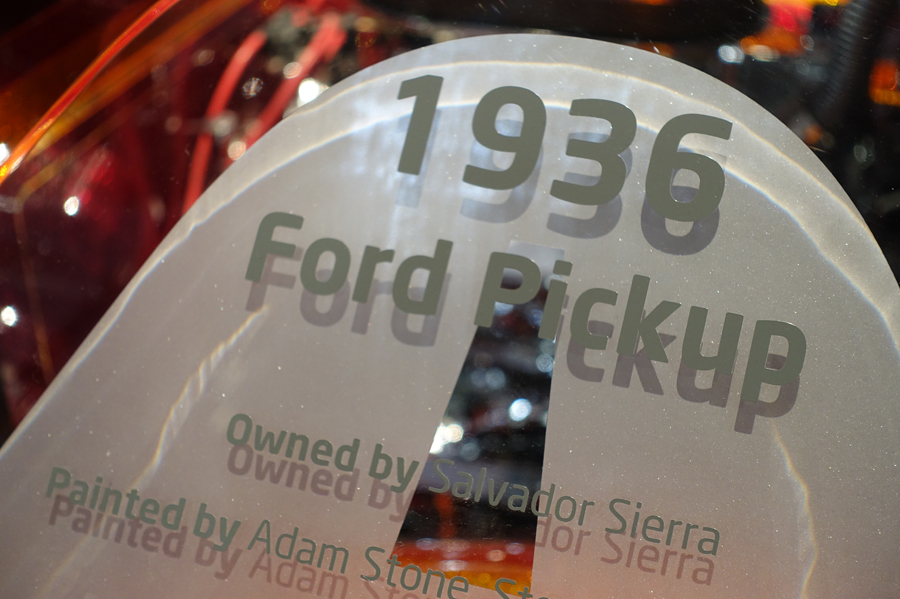 1936
Ford Pickup
Owned by Salvador Sierra
Painted by Adam Stone